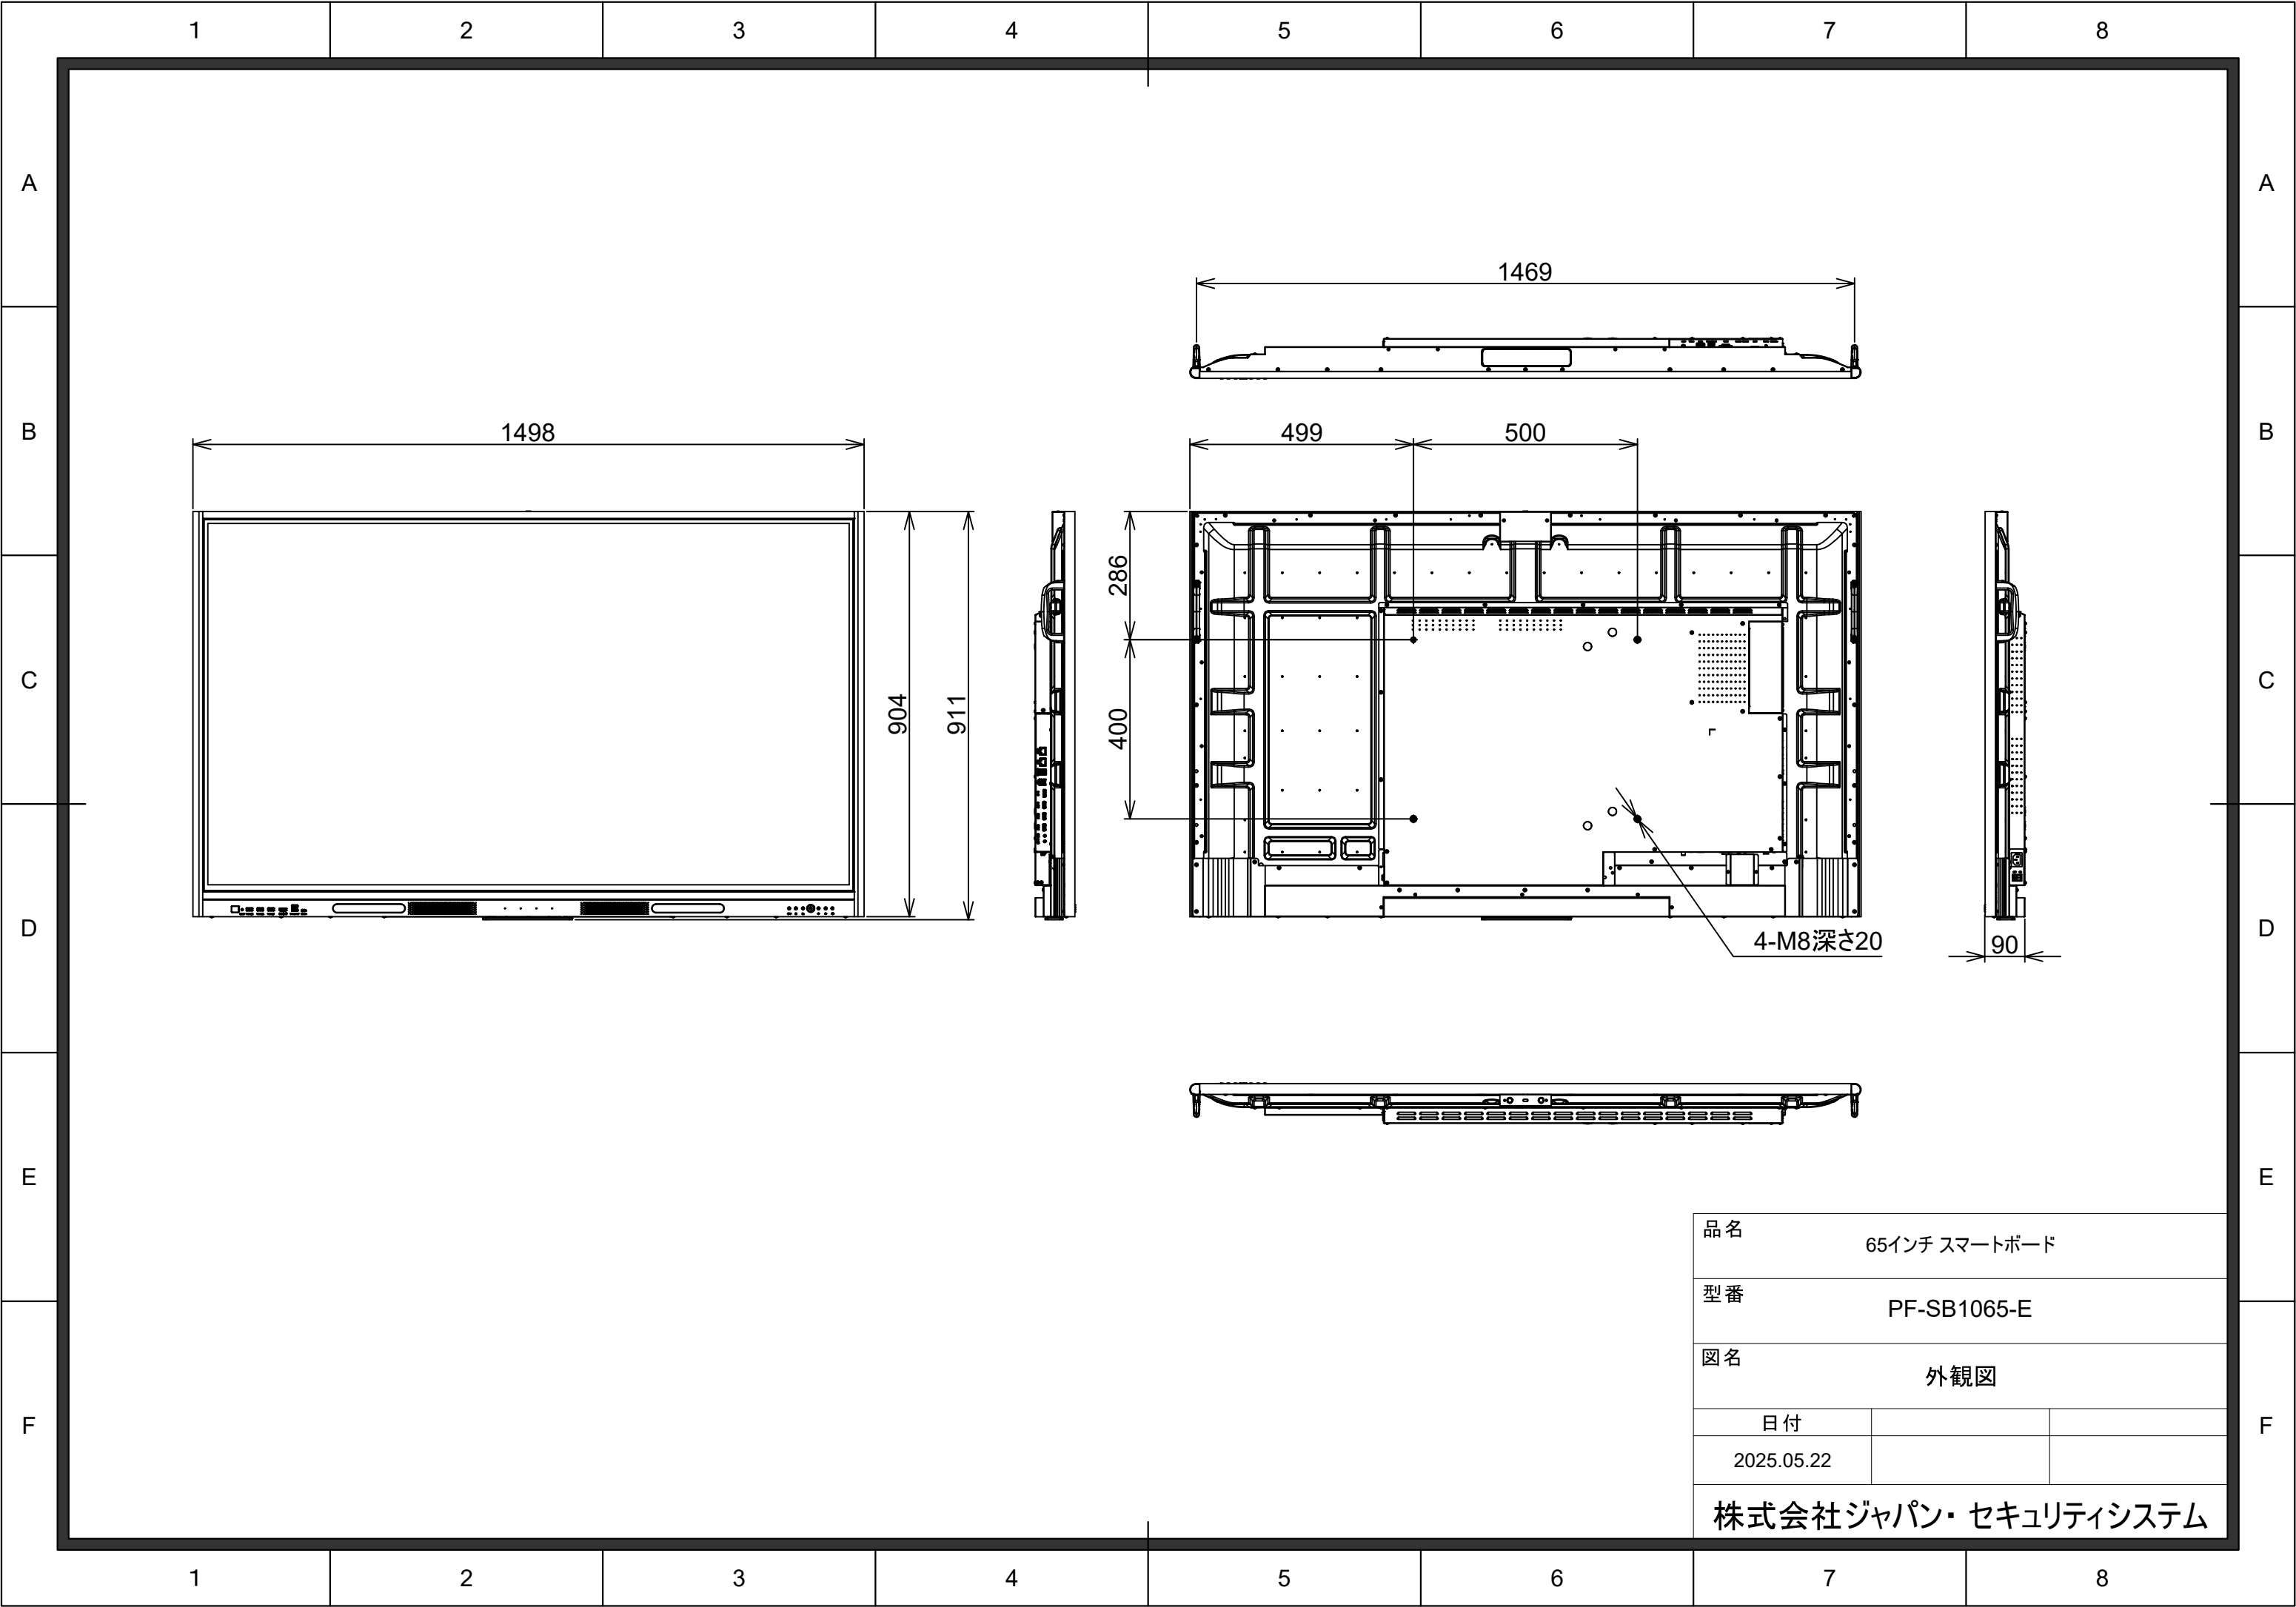 1 2 3 4 5 6 7 8
A A
1469
B B
1498
499 500
286
C C
904
911
400
D D
4-M8深さ20
90
E E
品名
65インチ スマートボード
型番
PF-SB1065-E
図名
外観図
F F
日付
2025.05.22
株式会社ジャパン・セキュリティシステム
1 2 3 4 5 6 7 8